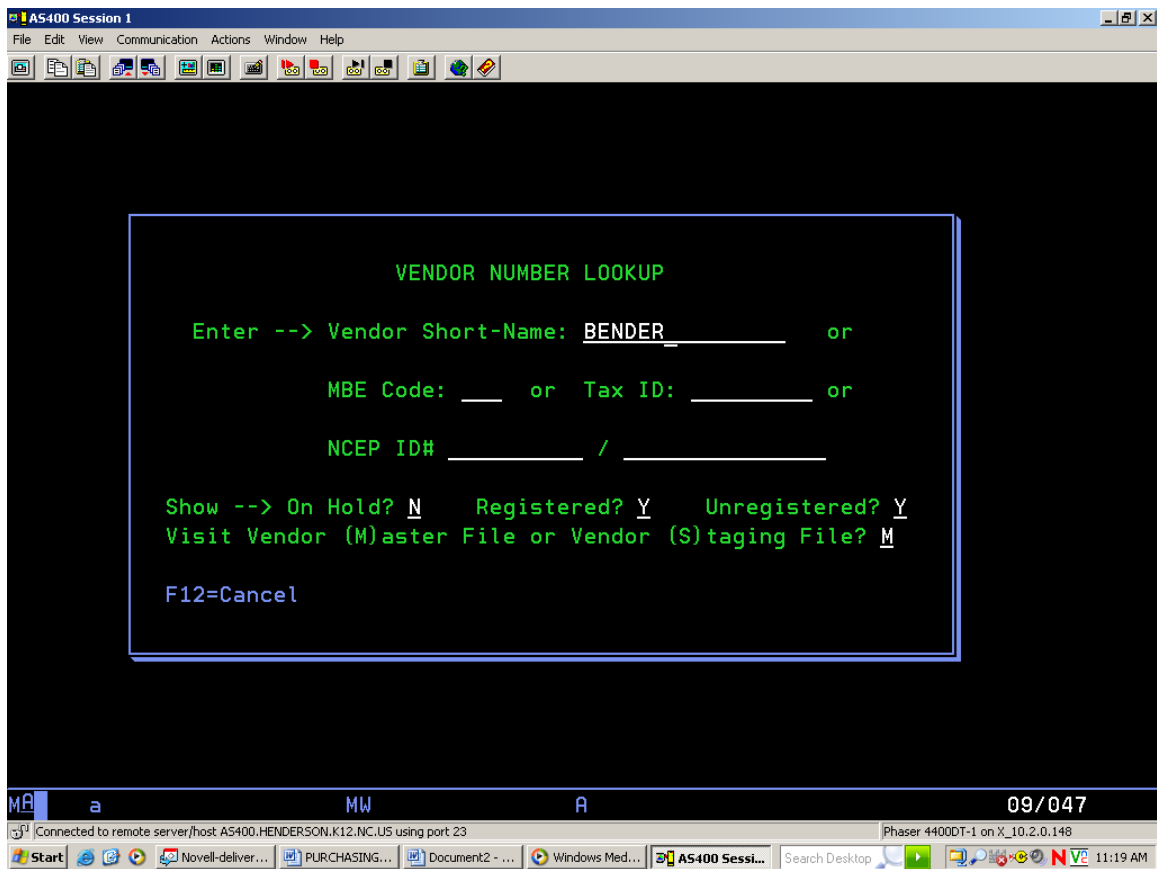 AS400 Session 1
File Edit View Communication Actions Window Help
VENDOR NUMBER LOOKUP
Enter --> Vendor Short-Name: BENDER or
MBE Code: ___ or Tax ID: _________ or
NCEP ID# __________ / _______________
Show --> On Hold? N Registered? Y Unregistered? Y
Visit Vendor (M)aster File or Vendor (S)taging File? M
F12=Cancel
MA a MW A 09/047
Connected to remote server/host AS400.HENDERSON.K12.NC.US using port 23 Phaser 4400DT-1 on X_10.2.0.148
Start Novell-deliver... PURCHASING... Document2 - ... Windows Med... AS400 Sessi... Search Desktop 11:19 AM